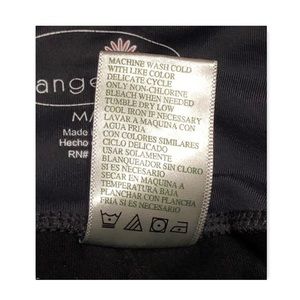 ange
M/
Made
Hecho
RN#
MACHINE WASH COLD
WITH LIKE COLOR
DELICATE CYCLE
ONLY NON-CHLORINE
BLEACH WHEN NEEDED
TUMBLE DRY LOW
COOL IRON IF NECESSARY
LAVAR A MAQUINA CON
AGUA FRIA
CON COLORES SIMILARES
CICLO DELICADO
USAR SOLAMENTE
BLANQUEADOR SIN CLORO
SI ES NECESARIO
SECAR EN MAQUINA A
TEMPERATURA BAJA
PLANCHAR CON PLANCHA
FRIA SI ES NECESARIO